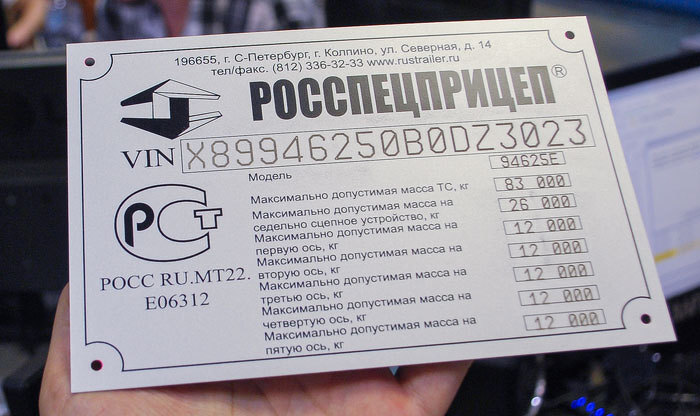 196655, г. С-Петербург, г. Колпино, ул. Северная, д. 14
тел/факс. (812) 336-32-33 www.rustrailer.ru
РОССПЕЦПРИЦЕП®
VIN X89946250B0DZ3023
Модель 94625E
Максимально допустимая масса ТС, кг 83 000
Максимально допустимая масса на 26 000
седельно сцепное устройство, кг
Максимально допустимая масса на 12 000
первую ось, кг
Максимально допустимая масса на 12 000
вторую ось, кг
Максимально допустимая масса на 12 000
третью ось, кг
Максимально допустимая масса на 12 000
четвертую ось, кг
Максимально допустимая масса на 12 000
пятую ось, кг
РСТ
РОСС RU.МТ22.
Е06312